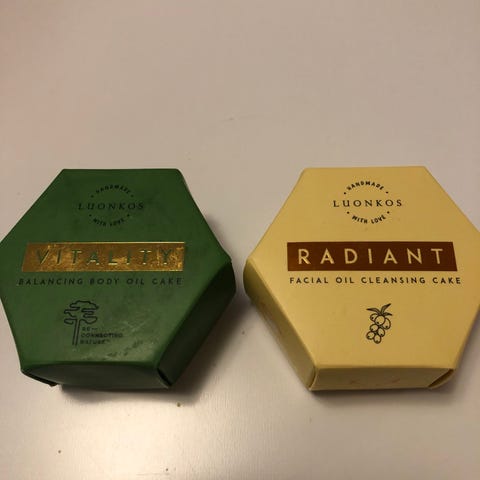 HANDMADE
LUONKOS
WITH LOVE
VITALITY
BALANCING BODY OIL CAKE
RE—
CONNECTING
NATURE™
HANDMADE
LUONKOS
WITH LOVE
RADIANT
FACIAL OIL CLEANSING CAKE